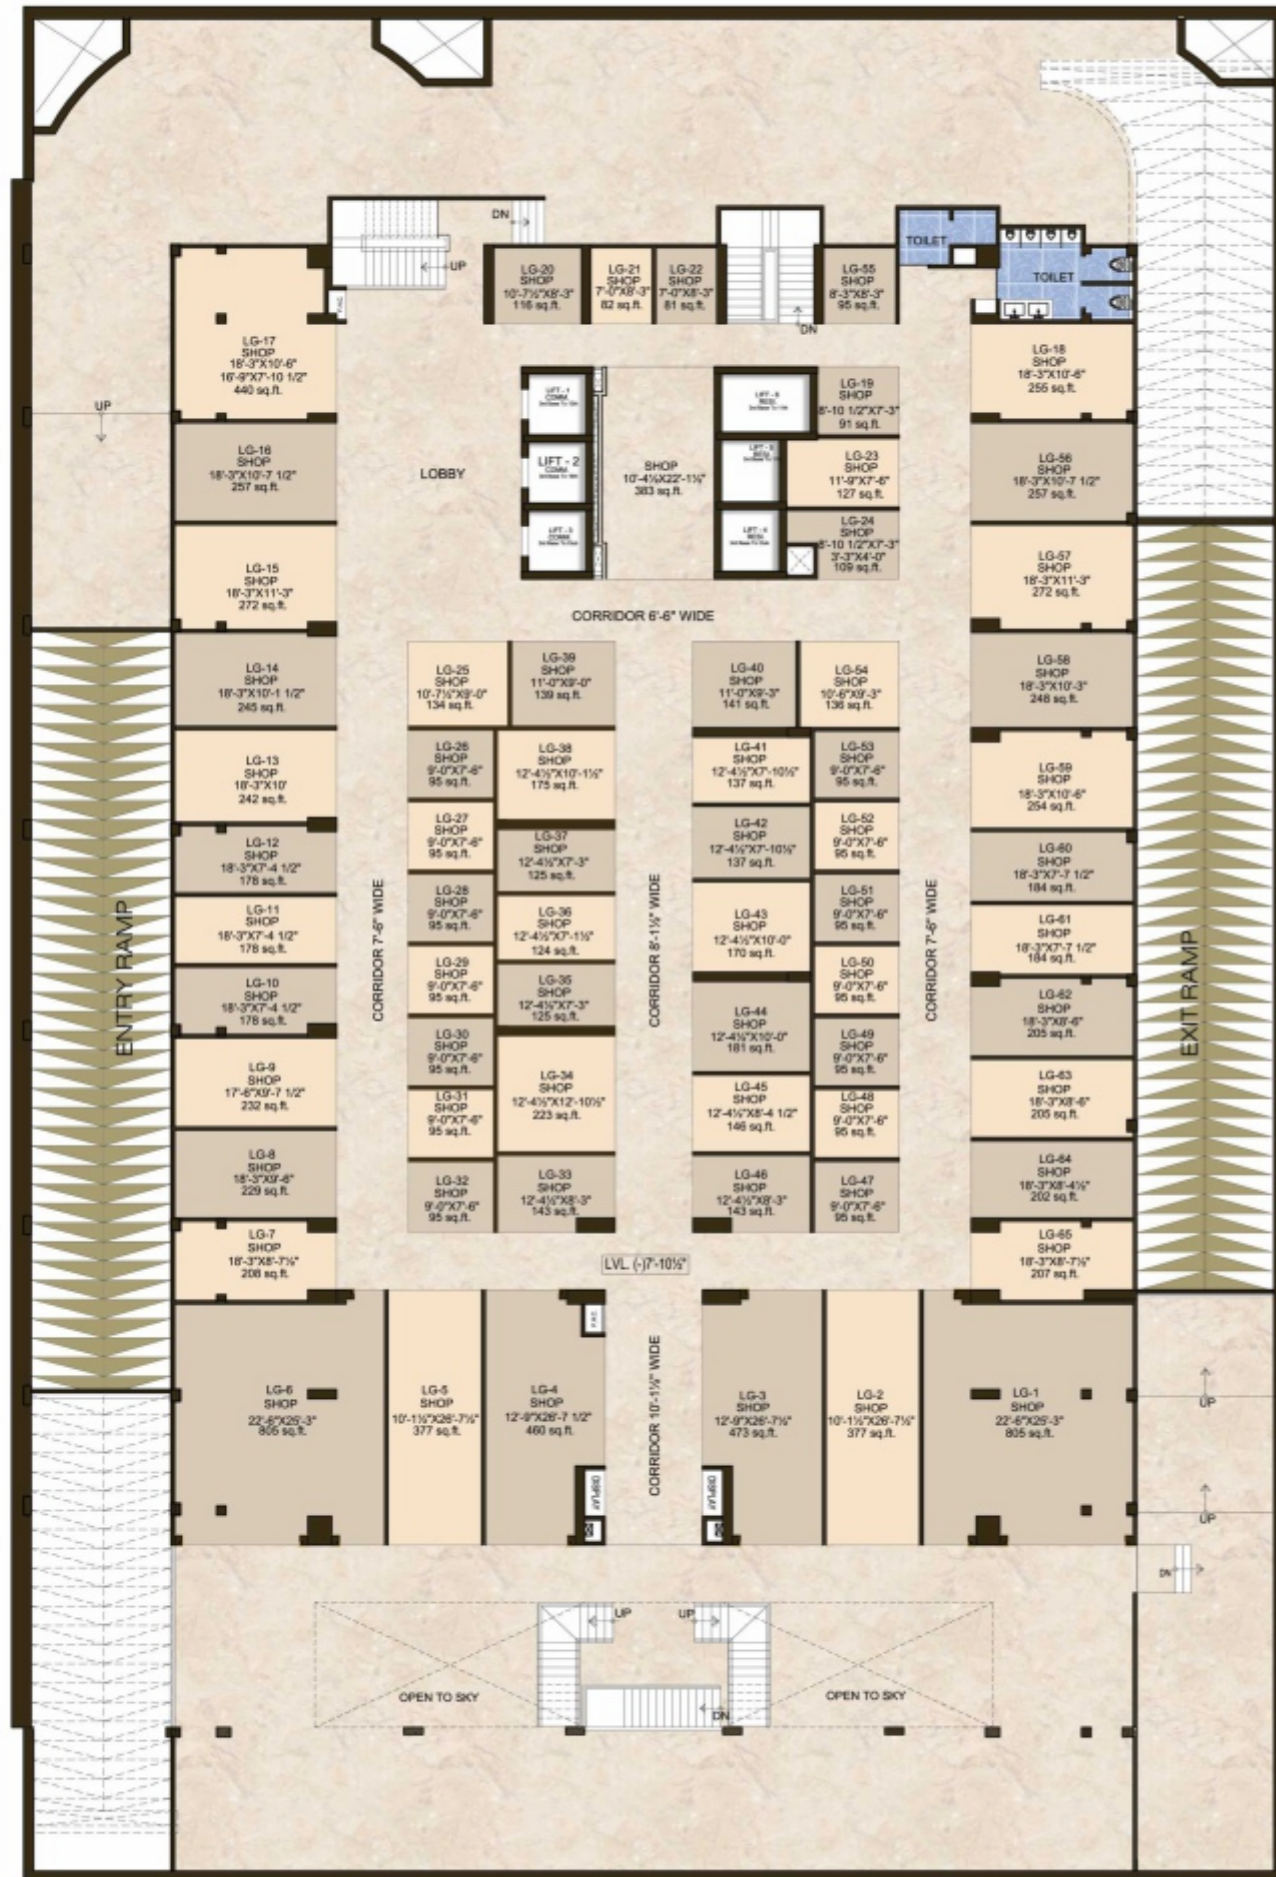 DN
UP
TOILET
TOILET
LG-20
SHOP
10'-7½"X8'-3"
116 sq.ft.
LG-21
SHOP
7'-0"X8'-3"
82 sq.ft.
LG-22
SHOP
7'-0"X8'-3"
81 sq.ft.
DN
LG-55
SHOP
8'-3"X8'-3"
95 sq.ft.
LG-17
SHOP
18'-3"X10'-6"
16'-9"X7'-10 1/2"
440 sq.ft.
LG-18
SHOP
18'-3"X10'-6"
255 sq.ft.
UP
LG-16
SHOP
18'-3"X10'-7 1/2"
257 sq.ft.
LOBBY
LIFT - 1
COMM.
LIFT - 2
COMM.
LIFT - 3
COMM.
SHOP
10'-4½"X22'-1½"
383 sq.ft.
LIFT - 6
RESI.
LIFT - 5
RESI.
LIFT - 4
RESI.
LG-19
SHOP
8'-10 1/2"X7'-3"
91 sq.ft.
LG-23
SHOP
11'-9"X7'-6"
127 sq.ft.
LG-24
SHOP
8'-10 1/2"X7'-3"
3'-3"X4'-0"
109 sq.ft.
LG-56
SHOP
18'-3"X10'-7 1/2"
257 sq.ft.
LG-15
SHOP
18'-3"X11'-3"
272 sq.ft.
LG-57
SHOP
18'-3"X11'-3"
272 sq.ft.
CORRIDOR 6'-6" WIDE
LG-14
SHOP
18'-3"X10'-1 1/2"
245 sq.ft.
LG-13
SHOP
18'-3"X10'
242 sq.ft.
LG-12
SHOP
18'-3"X7'-4 1/2"
178 sq.ft.
LG-11
SHOP
18'-3"X7'-4 1/2"
178 sq.ft.
LG-10
SHOP
18'-3"X7'-4 1/2"
178 sq.ft.
LG-9
SHOP
17'-6"X9'-7 1/2"
232 sq.ft.
LG-8
SHOP
18'-3"X9'-6"
229 sq.ft.
LG-7
SHOP
18'-3"X8'-7½"
208 sq.ft.
ENTRY RAMP
CORRIDOR 7'-6" WIDE
LG-25
SHOP
10'-7½"X9'-0"
134 sq.ft.
LG-26
SHOP
9'-0"X7'-6"
95 sq.ft.
LG-27
SHOP
9'-0"X7'-6"
95 sq.ft.
LG-28
SHOP
9'-0"X7'-6"
95 sq.ft.
LG-29
SHOP
9'-0"X7'-6"
95 sq.ft.
LG-30
SHOP
9'-0"X7'-6"
95 sq.ft.
LG-31
SHOP
9'-0"X7'-6"
95 sq.ft.
LG-32
SHOP
9'-0"X7'-6"
95 sq.ft.
LG-39
SHOP
11'-0"X9'-0"
139 sq.ft.
LG-38
SHOP
12'-4½"X10'-1½"
175 sq.ft.
LG-37
SHOP
12'-4½"X7'-3"
125 sq.ft.
LG-36
SHOP
12'-4½"X7'-1½"
124 sq.ft.
LG-35
SHOP
12'-4½"X7'-3"
125 sq.ft.
LG-34
SHOP
12'-4½"X12'-10½"
223 sq.ft.
LG-33
SHOP
12'-4½"X8'-3"
143 sq.ft.
CORRIDOR 8'-1½" WIDE
LG-40
SHOP
11'-0"X9'-3"
141 sq.ft.
LG-41
SHOP
12'-4½"X7'-10½"
137 sq.ft.
LG-42
SHOP
12'-4½"X7'-10½"
137 sq.ft.
LG-43
SHOP
12'-4½"X10'-0"
170 sq.ft.
LG-44
SHOP
12'-4½"X10'-0"
181 sq.ft.
LG-45
SHOP
12'-4½"X8'-4 1/2"
146 sq.ft.
LG-46
SHOP
12'-4½"X8'-3"
143 sq.ft.
LG-54
SHOP
10'-6"X9'-3"
136 sq.ft.
LG-53
SHOP
9'-0"X7'-6"
95 sq.ft.
LG-52
SHOP
9'-0"X7'-6"
95 sq.ft.
LG-51
SHOP
9'-0"X7'-6"
95 sq.ft.
LG-50
SHOP
9'-0"X7'-6"
95 sq.ft.
LG-49
SHOP
9'-0"X7'-6"
95 sq.ft.
LG-48
SHOP
9'-0"X7'-6"
95 sq.ft.
LG-47
SHOP
9'-0"X7'-6"
95 sq.ft.
CORRIDOR 7'-6" WIDE
LG-58
SHOP
18'-3"X10'-3"
248 sq.ft.
LG-59
SHOP
18'-3"X10'-6"
254 sq.ft.
LG-60
SHOP
18'-3"X7'-7 1/2"
184 sq.ft.
LG-61
SHOP
18'-3"X7'-7 1/2"
184 sq.ft.
LG-62
SHOP
18'-3"X8'-6"
205 sq.ft.
LG-63
SHOP
18'-3"X8'-6"
205 sq.ft.
LG-64
SHOP
18'-3"X8'-4½"
202 sq.ft.
LG-65
SHOP
18'-3"X8'-7½"
207 sq.ft.
EXIT RAMP
LVL. (-)7'-10½"
LG-6
SHOP
22'-6"X25'-3"
805 sq.ft.
LG-5
SHOP
10'-1½"X26'-7½"
377 sq.ft.
LG-4
SHOP
12'-9"X26'-7 1/2"
460 sq.ft.
CORRIDOR 10'-1½" WIDE
LG-3
SHOP
12'-9"X26'-7½"
473 sq.ft.
LG-2
SHOP
10'-1½"X26'-7½"
377 sq.ft.
LG-1
SHOP
22'-6"X25'-3"
805 sq.ft.
UP
UP
DISPLAY
DISPLAY
DN
UP
UP
OPEN TO SKY
OPEN TO SKY
DN